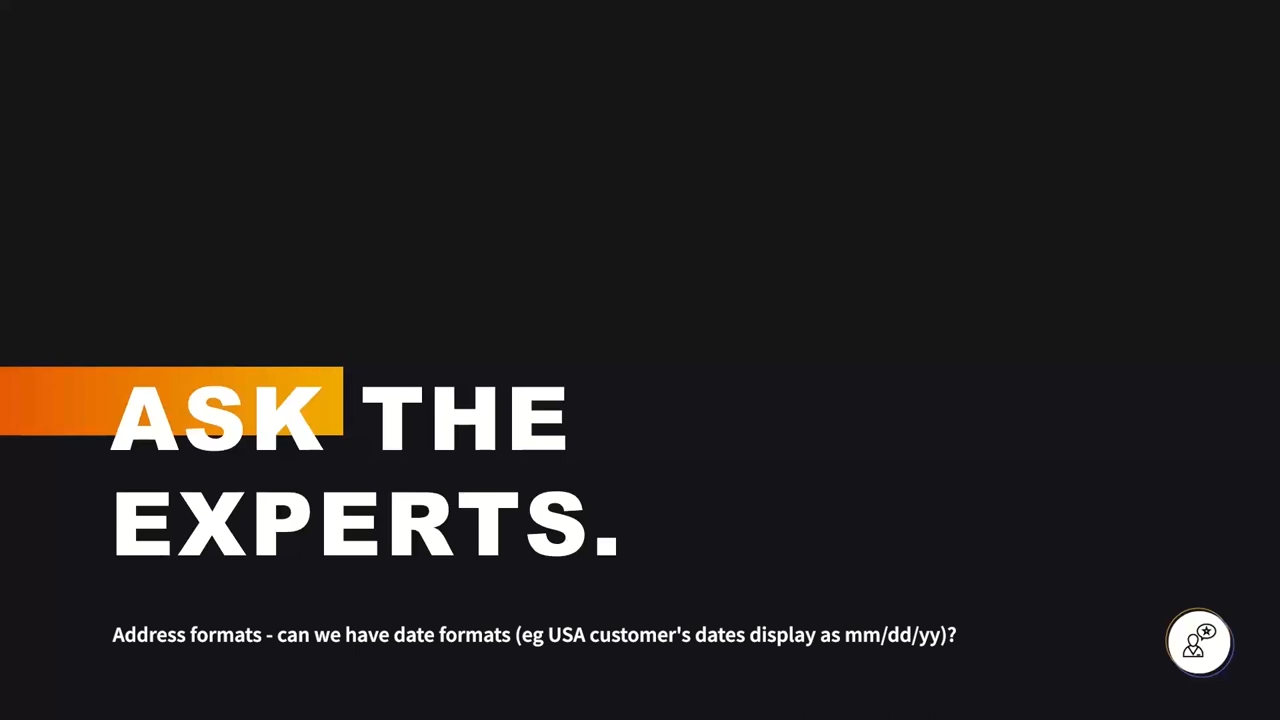 ASK THE
EXPERTS.
Address formats - can we have date formats (eg USA customer's dates display as mm/dd/yy)?